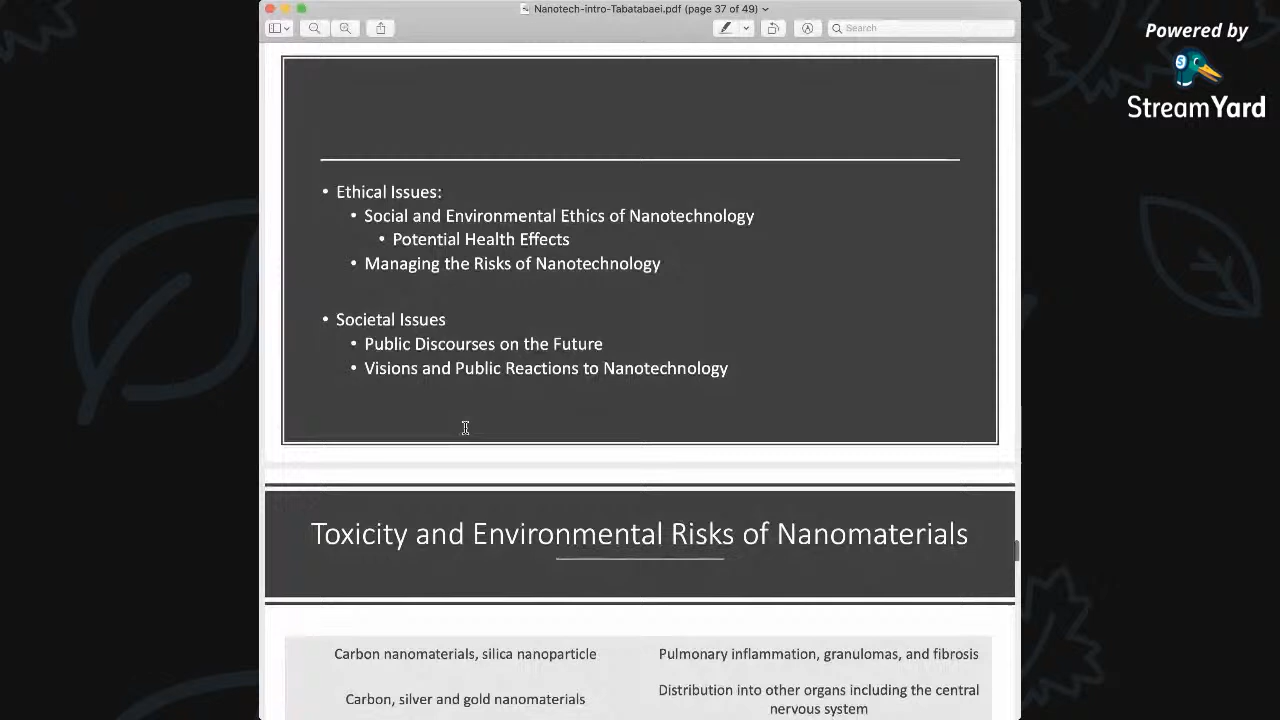 Nanotech-intro-Tabatabaei.pdf (page 37 of 49)
Search
Powered by
StreamYard
• Ethical Issues:
• Social and Environmental Ethics of Nanotechnology
• Potential Health Effects
• Managing the Risks of Nanotechnology
• Societal Issues
• Public Discourses on the Future
• Visions and Public Reactions to Nanotechnology
Toxicity and Environmental Risks of Nanomaterials
Carbon nanomaterials, silica nanoparticle
Pulmonary inflammation, granulomas, and fibrosis
Carbon, silver and gold nanomaterials
Distribution into other organs including the central
nervous system